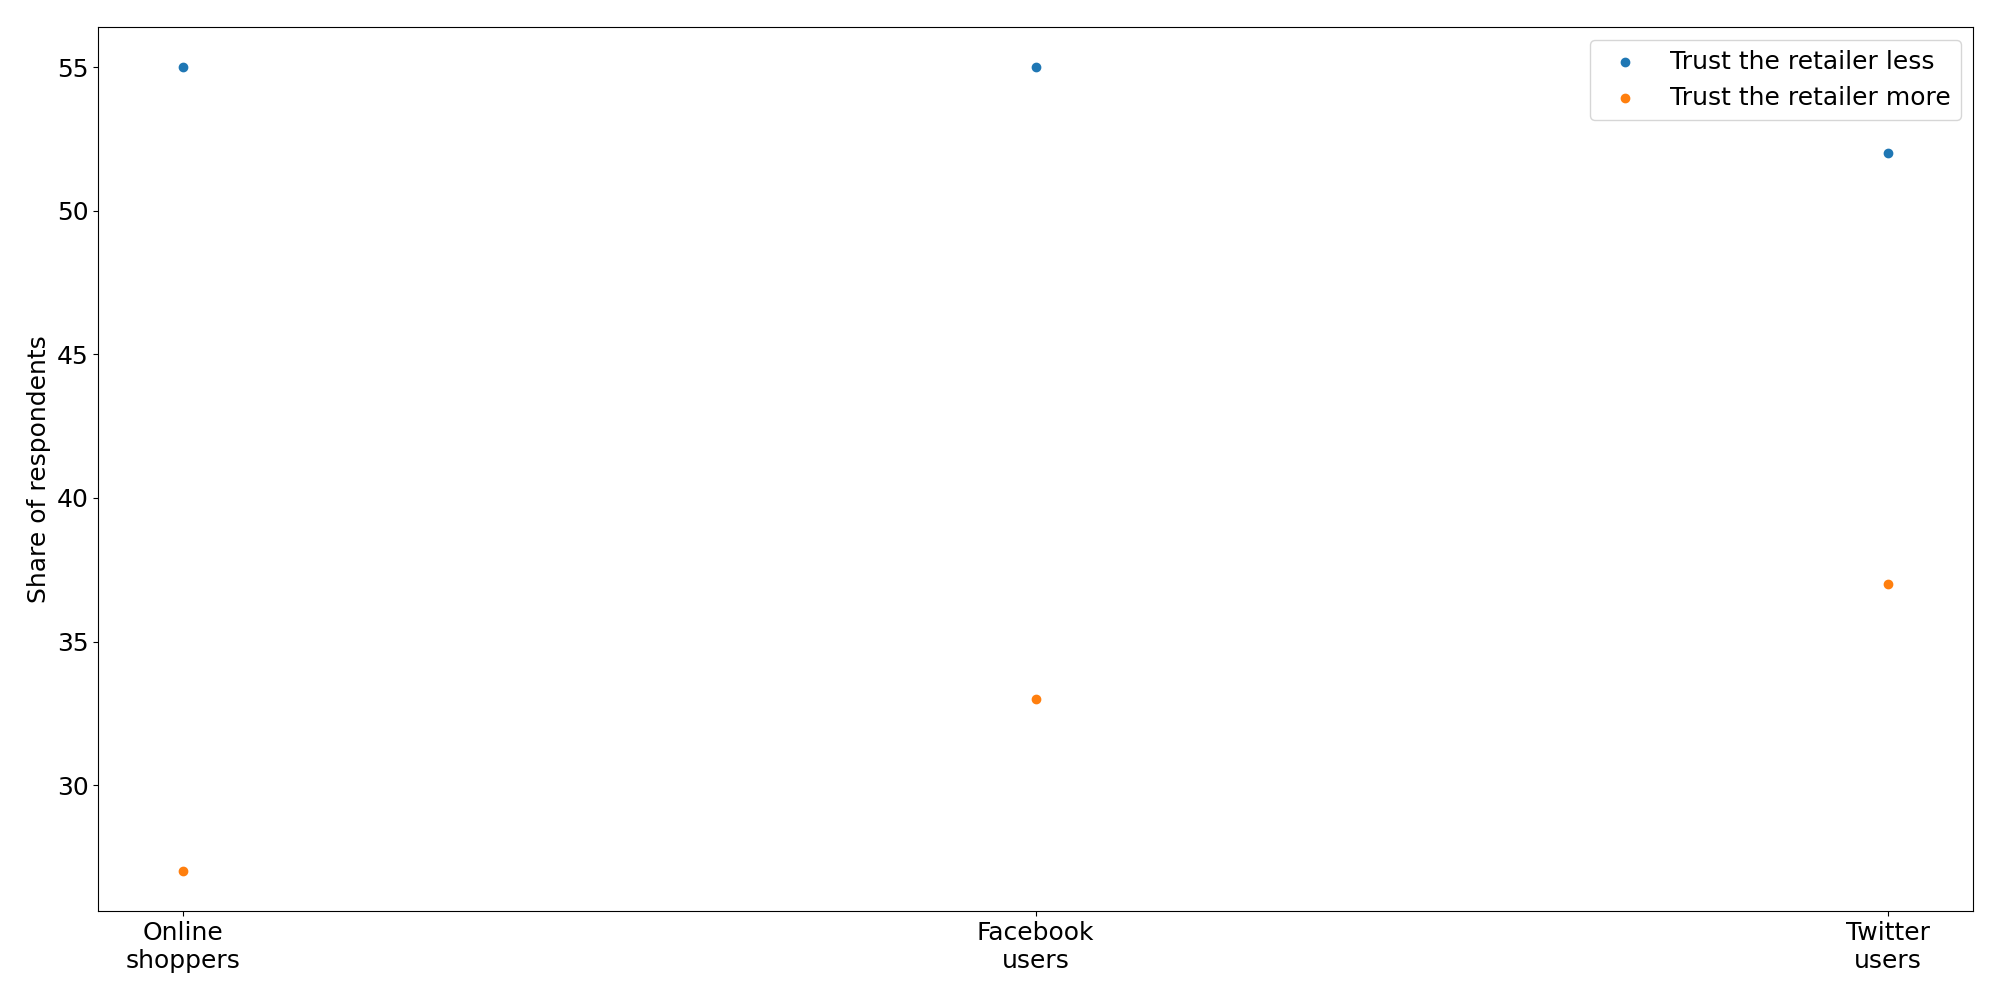 Trust the retailer less
Trust the retailer more
Share of respondents
55
50
45
40
35
30
Online
shoppers
Facebook
users
Twitter
users